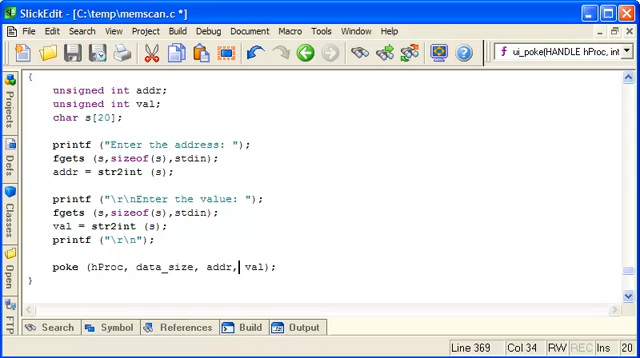 SlickEdit - [C:\temp\memscan.c *]
File Edit Search View Project Build Debug Document Macro Tools Window Help
ui_poke(HANDLE hProc, int
Projects
Defs
Classes
Open
FTP
{
unsigned int addr;
unsigned int val;
char s[20];
printf ("Enter the address: ");
fgets (s,sizeof(s),stdin);
addr = str2int (s);
printf ("\r\nEnter the value: ");
fgets (s,sizeof(s),stdin);
val = str2int (s);
printf ("\r\n");
poke (hProc, data_size, addr, val);
}
Search Symbol References Build Output
Line 369 Col 34 RW REC Ins 20